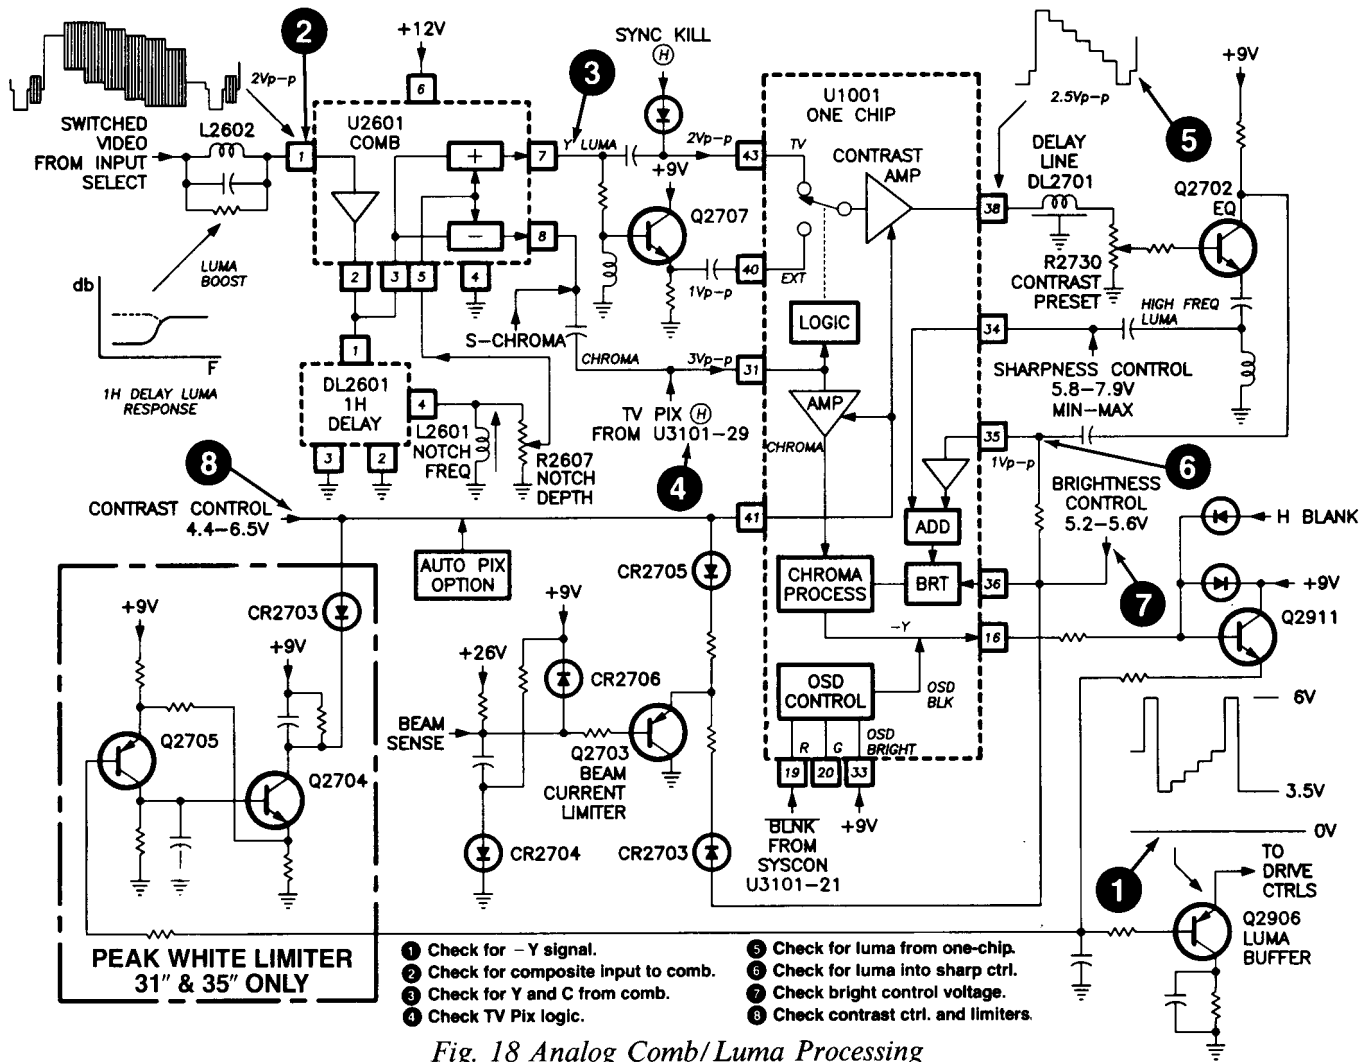 2
+12V
SYNC KILL
H
3
2Vp-p
SWITCHED
VIDEO
FROM INPUT
SELECT
L2602
1
6
U2601
COMB
+
−
7
8
2
3
5
4
Y LUMA
2Vp-p
+9V
Q2707
1Vp-p
43
40
U1001
ONE CHIP
TV
EXT
CONTRAST
AMP
LOGIC
38
2.5Vp-p
5
DELAY
LINE
DL2701
+9V
Q2702
EQ
R2730
CONTRAST
PRESET
HIGH FREQ
LUMA
34
SHARPNESS CONTROL
5.8-7.9V
MIN-MAX
db
LUMA
BOOST
F
1H DELAY LUMA
RESPONSE
S-CHROMA
CHROMA
3Vp-p
31
1
DL2601
1H
DELAY
4
3
2
L2601
NOTCH
FREQ
R2607
NOTCH
DEPTH
TV PIX H
FROM U3101-29
4
AMP
CHROMA
35
1Vp-p
6
8
CONTRAST CONTROL
4.4-6.5V
41
ADD
BRIGHTNESS
CONTROL
5.2-5.6V
H BLANK
AUTO PIX
OPTION
CR2705
CHROMA
PROCESS
BRT
36
7
+9V
Q2911
-Y
16
+9V
CR2703
+9V
Q2705
Q2704
+9V
+26V
CR2706
BEAM
SENSE
Q2703
BEAM
CURRENT
LIMITER
CR2704
CR2703
OSD
CONTROL
OSD
BLK
R
G
OSD
BRIGHT
19
20
33
BLNK
FROM
SYSCON
U3101-21
+9V
6V
3.5V
0V
1
TO
DRIVE
CTRLS
Q2906
LUMA
BUFFER
PEAK WHITE LIMITER
31" & 35" ONLY
1 Check for -Y signal.
2 Check for composite input to comb.
3 Check for Y and C from comb.
4 Check TV Pix logic.
5 Check for luma from one-chip.
6 Check for luma into sharp ctrl.
7 Check bright control voltage.
8 Check contrast ctrl. and limiters.
Fig. 18 Analog Comb/Luma Processing